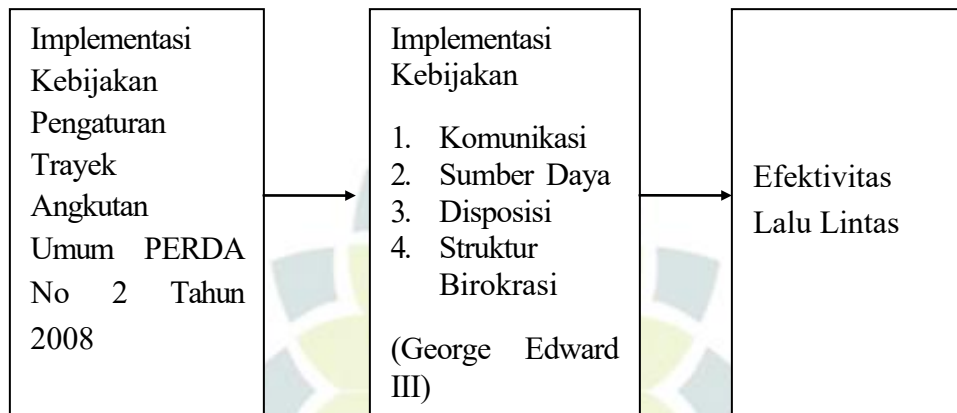 Implementasi
Kebijakan
Pengaturan
Trayek
Angkutan
Umum PERDA
No 2 Tahun
2008
Implementasi
Kebijakan
1. Komunikasi
2. Sumber Daya
3. Disposisi
4. Struktur
Birokrasi
(George Edward
III)
Efektivitas
Lalu Lintas